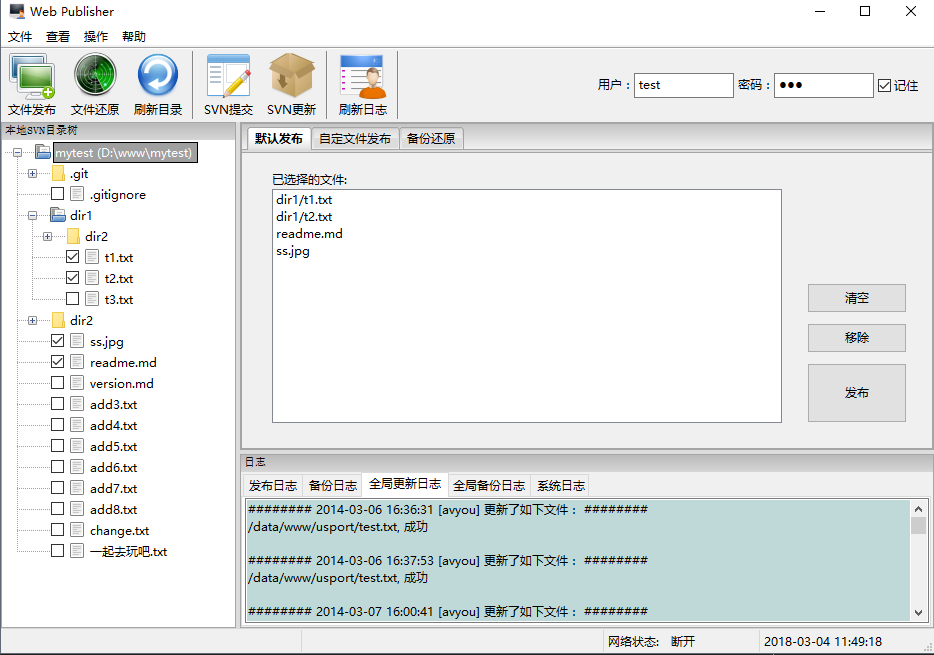 Web Publisher
文件 查看 操作 帮助
文件发布 文件还原 刷新目录 SVN提交 SVN更新 刷新日志
用户： test 密码： ●●● 记住
本地SVN目录树
mytest (D:\www\mytest)
.git
.gitignore
dir1
dir2
t1.txt
t2.txt
t3.txt
dir2
ss.jpg
readme.md
version.md
add3.txt
add4.txt
add5.txt
add6.txt
add7.txt
add8.txt
change.txt
一起去玩吧.txt
默认发布 自定义文件发布 备份还原
已选择的文件:
dir1/t1.txt
dir1/t2.txt
readme.md
ss.jpg
清空
移除
发布
日志
发布日志 备份日志 全局更新日志 全局备份日志 系统日志
######## 2014-03-06 16:36:31 [avyou] 更新了如下文件： ########
/data/www/usport/test.txt, 成功
######## 2014-03-06 16:37:53 [avyou] 更新了如下文件： ########
/data/www/usport/test.txt, 成功
######## 2014-03-07 16:00:41 [avyou] 更新了如下文件： ########
网络状态: 断开 2018-03-04 11:49:18